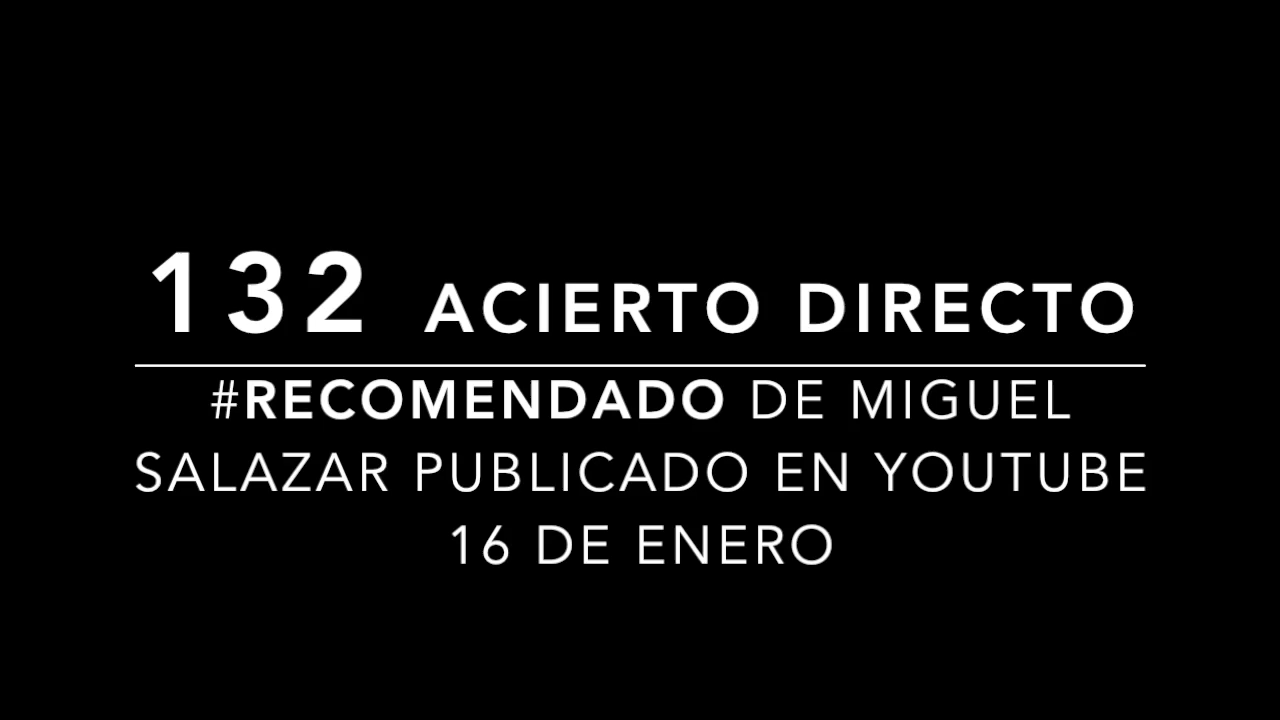 132 ACIERTO DIRECTO
#RECOMENDADO DE MIGUEL
SALAZAR PUBLICADO EN YOUTUBE
16 DE ENERO